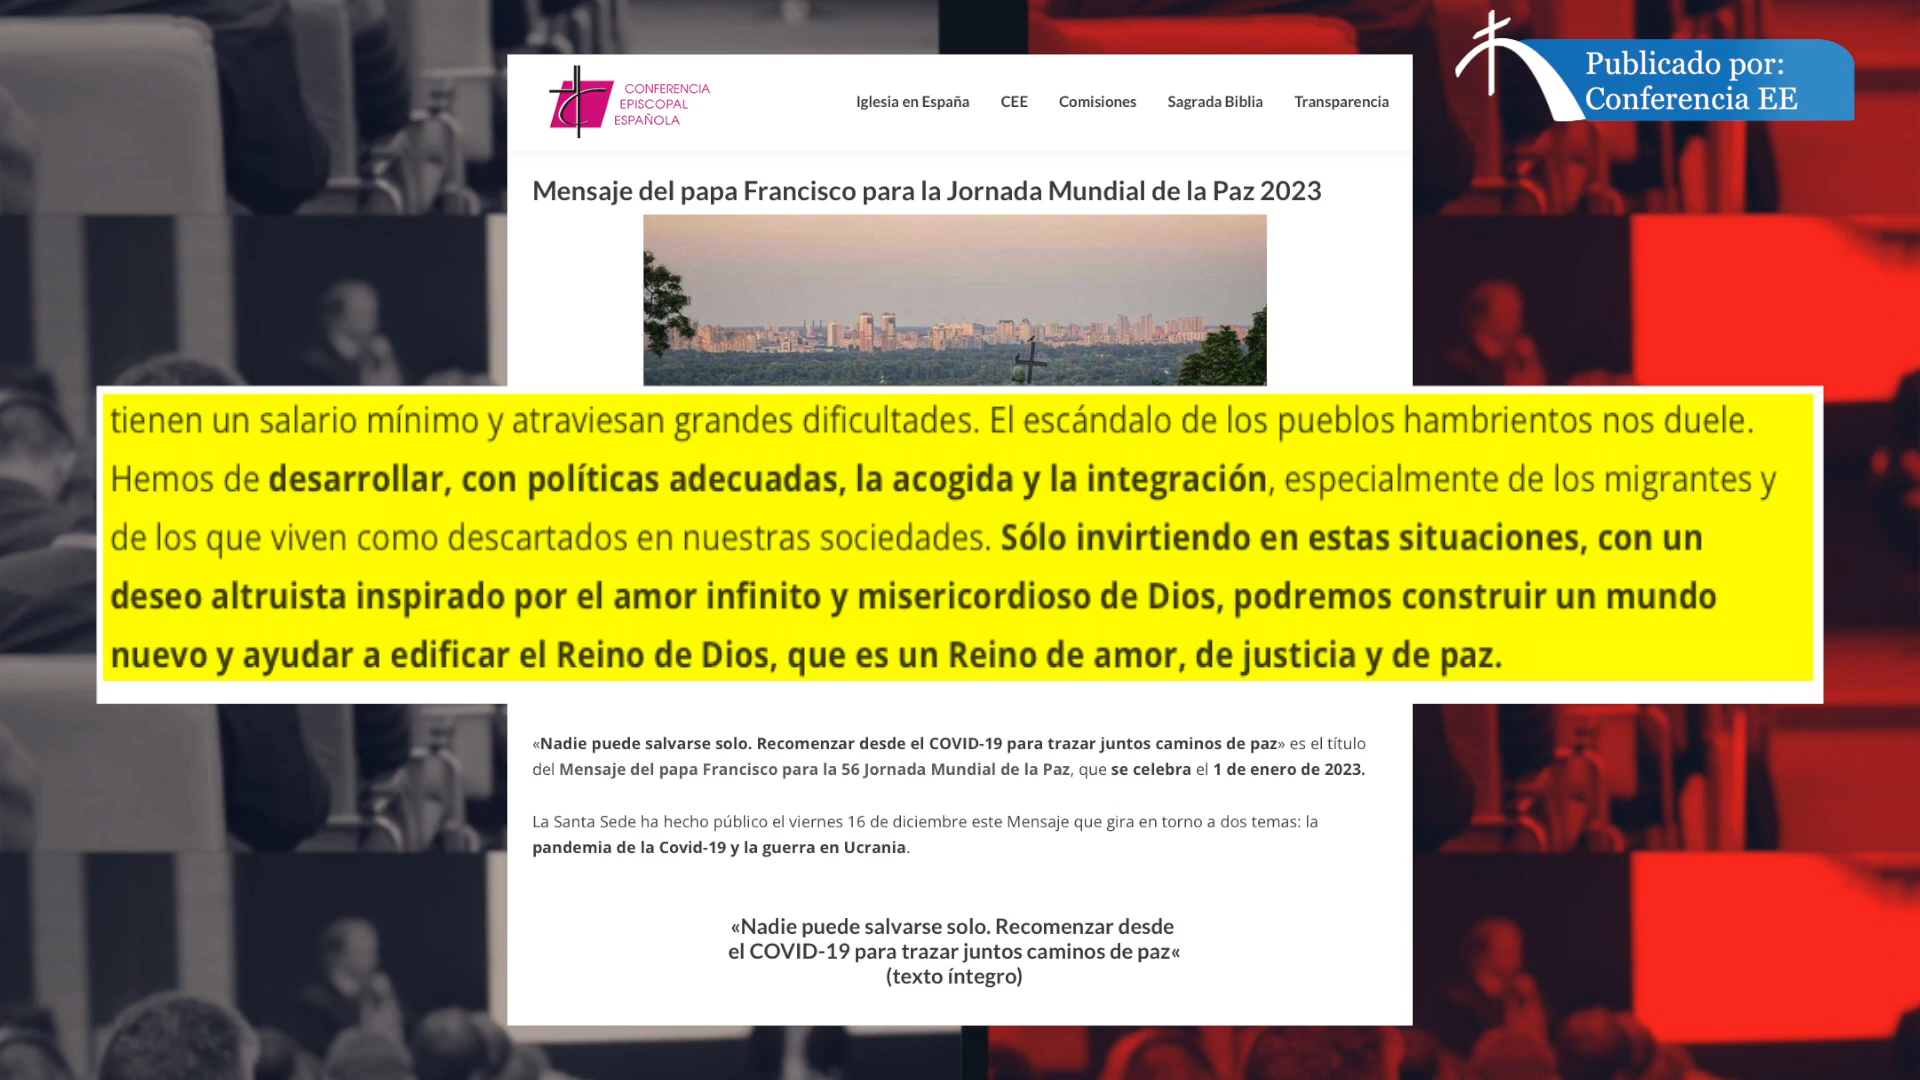 Publicado por:
Conferencia EE
CONFERENCIA
EPISCOPAL
ESPAÑOLA
Iglesia en España CEE Comisiones Sagrada Biblia Transparencia
Mensaje del papa Francisco para la Jornada Mundial de la Paz 2023
tienen un salario mínimo y atraviesan grandes dificultades. El escándalo de los pueblos hambrientos nos duele.
Hemos de desarrollar, con políticas adecuadas, la acogida y la integración, especialmente de los migrantes y
de los que viven como descartados en nuestras sociedades. Sólo invirtiendo en estas situaciones, con un
deseo altruista inspirado por el amor infinito y misericordioso de Dios, podremos construir un mundo
nuevo y ayudar a edificar el Reino de Dios, que es un Reino de amor, de justicia y de paz.
«Nadie puede salvarse solo. Recomenzar desde el COVID-19 para trazar juntos caminos de paz» es el título
del Mensaje del papa Francisco para la 56 Jornada Mundial de la Paz, que se celebra el 1 de enero de 2023.
La Santa Sede ha hecho público el viernes 16 de diciembre este Mensaje que gira en torno a dos temas: la
pandemia de la Covid-19 y la guerra en Ucrania.
«Nadie puede salvarse solo. Recomenzar desde
el COVID-19 para trazar juntos caminos de paz«
(texto íntegro)